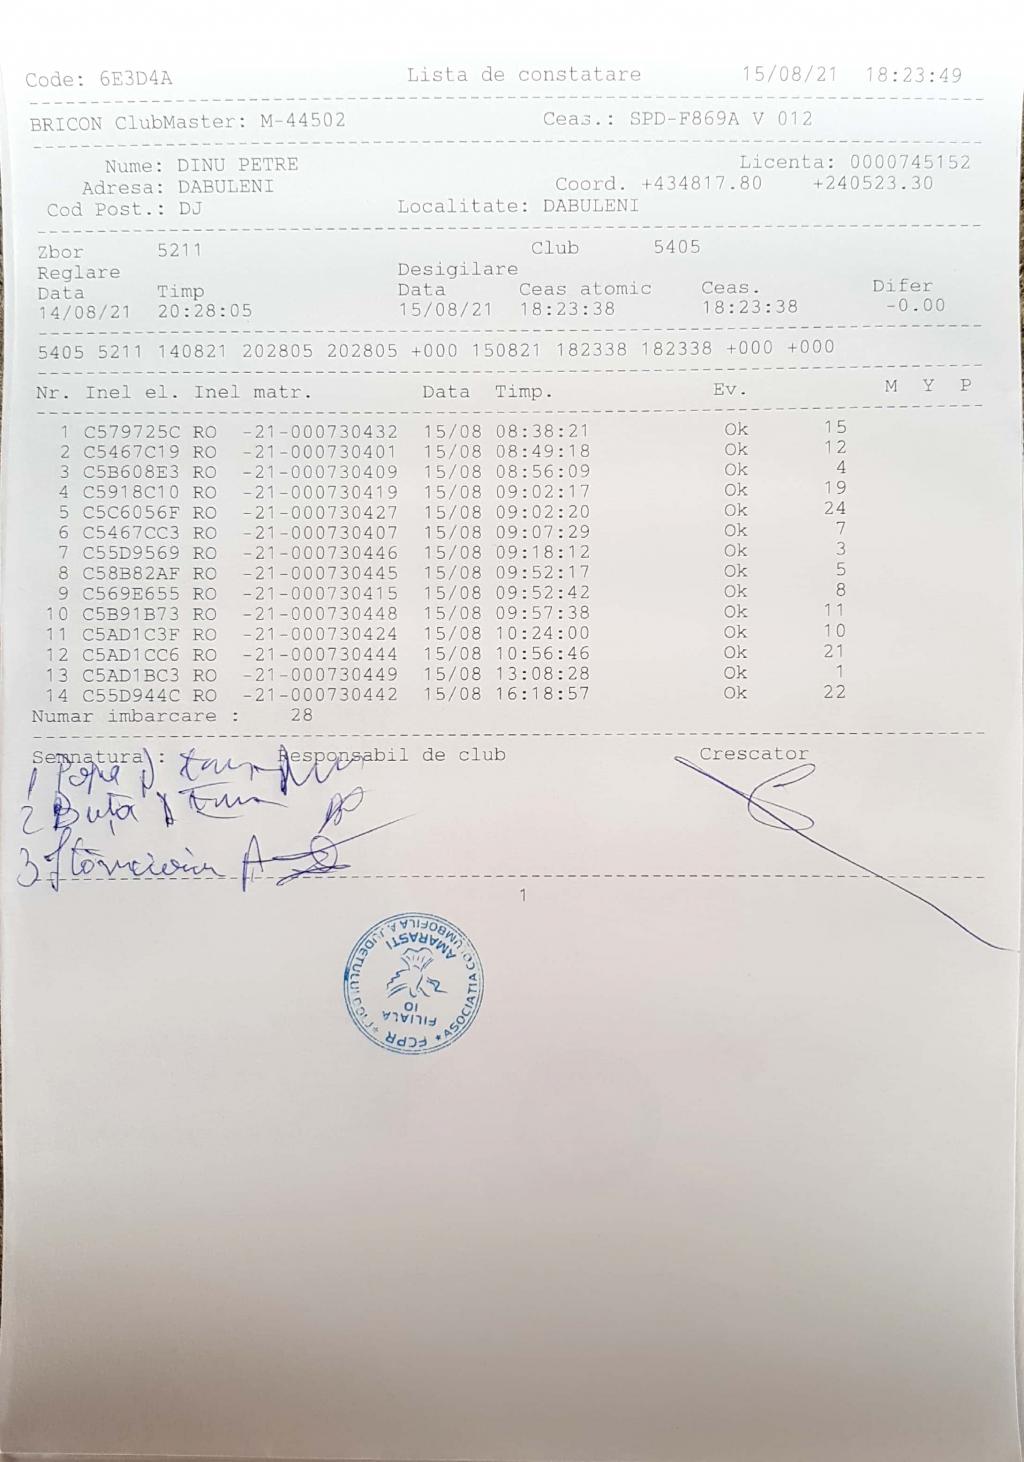 Code: 6E3D4A Lista de constatare 15/08/21 18:23:49
BRICON ClubMaster: M-44502 Ceas.: SPD-F869A V 012
Nume: DINU PETRE Licenta: 0000745152
Adresa: DABULENI Coord. +434817.80 +240523.30
Cod Post.: DJ Localitate: DABULENI
Zbor 5211 Club 5405
Reglare Desigilare
Data Timp Data Ceas atomic Ceas. Difer
14/08/21 20:28:05 15/08/21 18:23:38 18:23:38 -0.00
5405 5211 140821 202805 202805 +000 150821 182338 182338 +000 +000
Nr. Inel el. Inel matr. Data Timp. Ev. M Y P
1 C579725C RO -21-000730432 15/08 08:38:21 Ok 15
2 C5467C19 RO -21-000730401 15/08 08:49:18 Ok 12
3 C5B608E3 RO -21-000730409 15/08 08:56:09 Ok 4
4 C5918C10 RO -21-000730419 15/08 09:02:17 Ok 19
5 C5C6056F RO -21-000730427 15/08 09:02:20 Ok 24
6 C5467CC3 RO -21-000730407 15/08 09:07:29 Ok 7
7 C55D9569 RO -21-000730446 15/08 09:18:12 Ok 3
8 C58B82AF RO -21-000730445 15/08 09:52:17 Ok 5
9 C569E655 RO -21-000730415 15/08 09:52:42 Ok 8
10 C5B91B73 RO -21-000730448 15/08 09:57:38 Ok 11
11 C5AD1C3F RO -21-000730424 15/08 10:24:00 Ok 10
12 C5AD1CC6 RO -21-000730444 15/08 10:56:46 Ok 21
13 C5AD1BC3 RO -21-000730449 15/08 13:08:28 Ok 1
14 C55D944C RO -21-000730442 15/08 16:18:57 Ok 22
Numar imbarcare : 28
Semnatura): Responsabil de club Crescator
1 Popa
2 Buța
3
1
ASOCIATIA COLUMBOFILA A JUDETULUI DOLJ
FCPR
FILIALA
10
AMARASTI